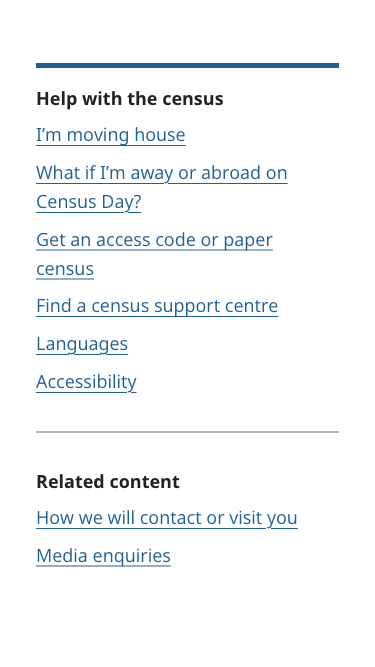 Help with the census
I’m moving house
What if I’m away or abroad on
Census Day?
Get an access code or paper
census
Find a census support centre
Languages
Accessibility
Related content
How we will contact or visit you
Media enquiries